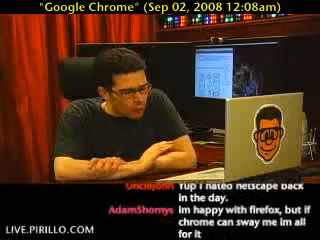 "Google Chrome" (Sep 02, 2008 12:08am)
UncleJohn Yup I hated netscape back
in the day.
AdamShornys im happy with firefox, but if
chrome can sway me im all
for it
LIVE.PIRILLO.COM